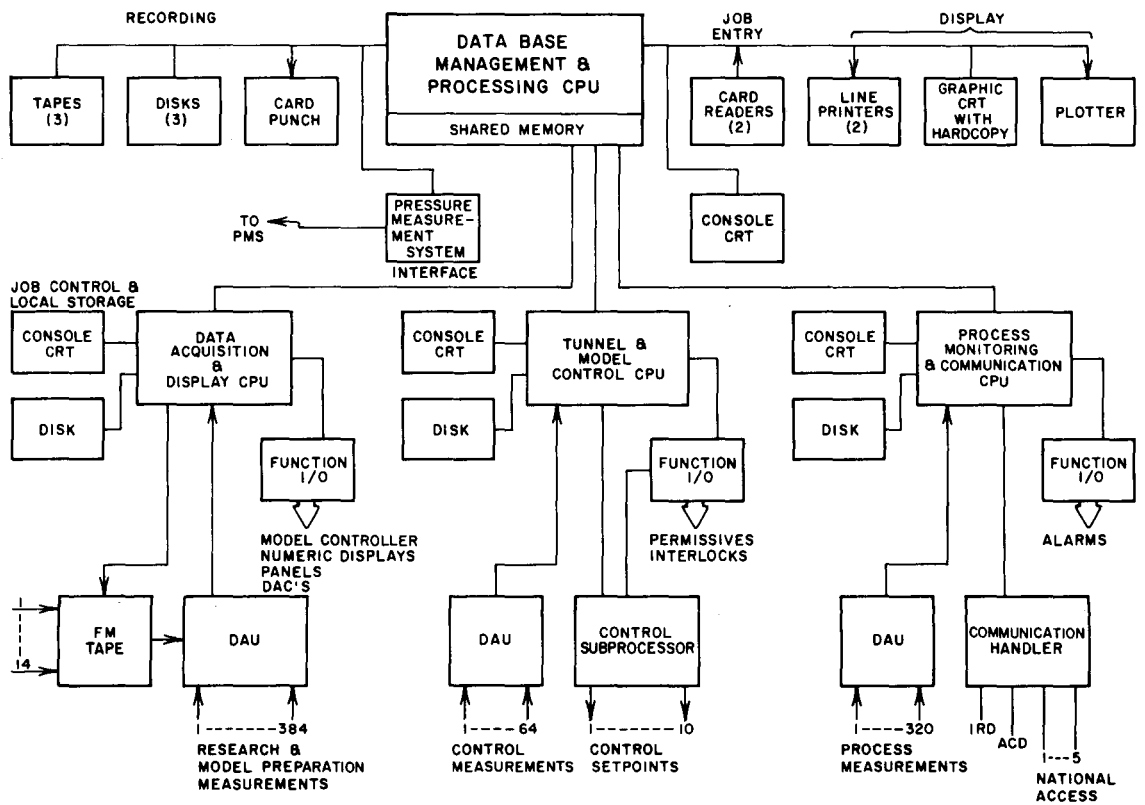 RECORDING
DATA BASE
MANAGEMENT &
PROCESSING CPU
SHARED MEMORY
JOB
ENTRY
DISPLAY
TAPES
(3)
DISKS
(3)
CARD
PUNCH
CARD
READERS
(2)
LINE
PRINTERS
(2)
GRAPHIC
CRT WITH
HARDCOPY
PLOTTER
TO
PMS
PRESSURE
MEASURE-
MENT
SYSTEM
INTERFACE
CONSOLE
CRT
JOB CONTROL &
LOCAL STORAGE
CONSOLE
CRT
DATA
ACQUISITION
&
DISPLAY CPU
DISK
FUNCTION
I/O
MODEL CONTROLLER
NUMERIC DISPLAYS
PANELS
DAC'S
CONSOLE
CRT
TUNNEL &
MODEL
CONTROL CPU
DISK
FUNCTION
I/O
PERMISSIVES
INTERLOCKS
CONSOLE
CRT
PROCESS
MONITORING
& COMMUNICATION
CPU
DISK
FUNCTION
I/O
ALARMS
1
14
FM
TAPE
DAU
1-----------384
RESEARCH &
MODEL PREPARATION
MEASUREMENTS
DAU
1-----64
CONTROL
MEASUREMENTS
CONTROL
SUBPROCESSOR
1---------10
CONTROL
SETPOINTS
DAU
1-----320
PROCESS
MEASUREMENTS
COMMUNICATION
HANDLER
IRD
ACD
1---5
NATIONAL
ACCESS